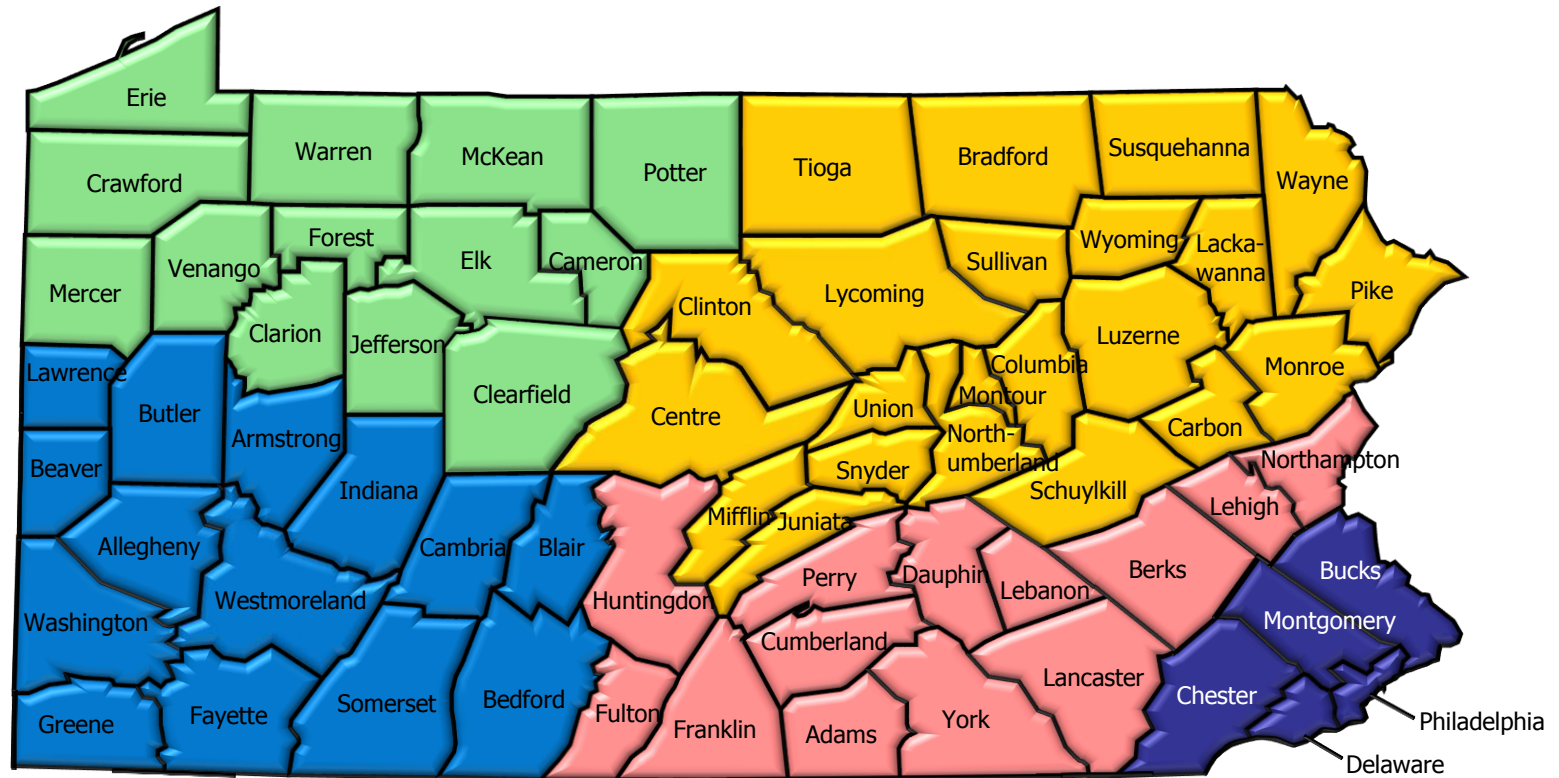 Erie
Warren
McKean
Potter
Tioga
Bradford
Susquehanna
Wayne
Crawford
Forest
Elk
Cameron
Venango
Mercer
Clarion
Jefferson
Clearfield
Clinton
Lycoming
Sullivan
Wyoming
Lacka-
wanna
Pike
Luzerne
Columbia
Montour
Monroe
Carbon
Centre
Union
Snyder
North-
umberland
Schuylkill
Mifflin
Juniata
Lawrence
Butler
Armstrong
Beaver
Indiana
Allegheny
Cambria
Blair
Westmoreland
Washington
Greene
Fayette
Somerset
Bedford
Huntingdon
Fulton
Franklin
Perry
Cumberland
Adams
Dauphin
Lebanon
York
Lancaster
Berks
Lehigh
Northampton
Bucks
Montgomery
Chester
Philadelphia
Delaware